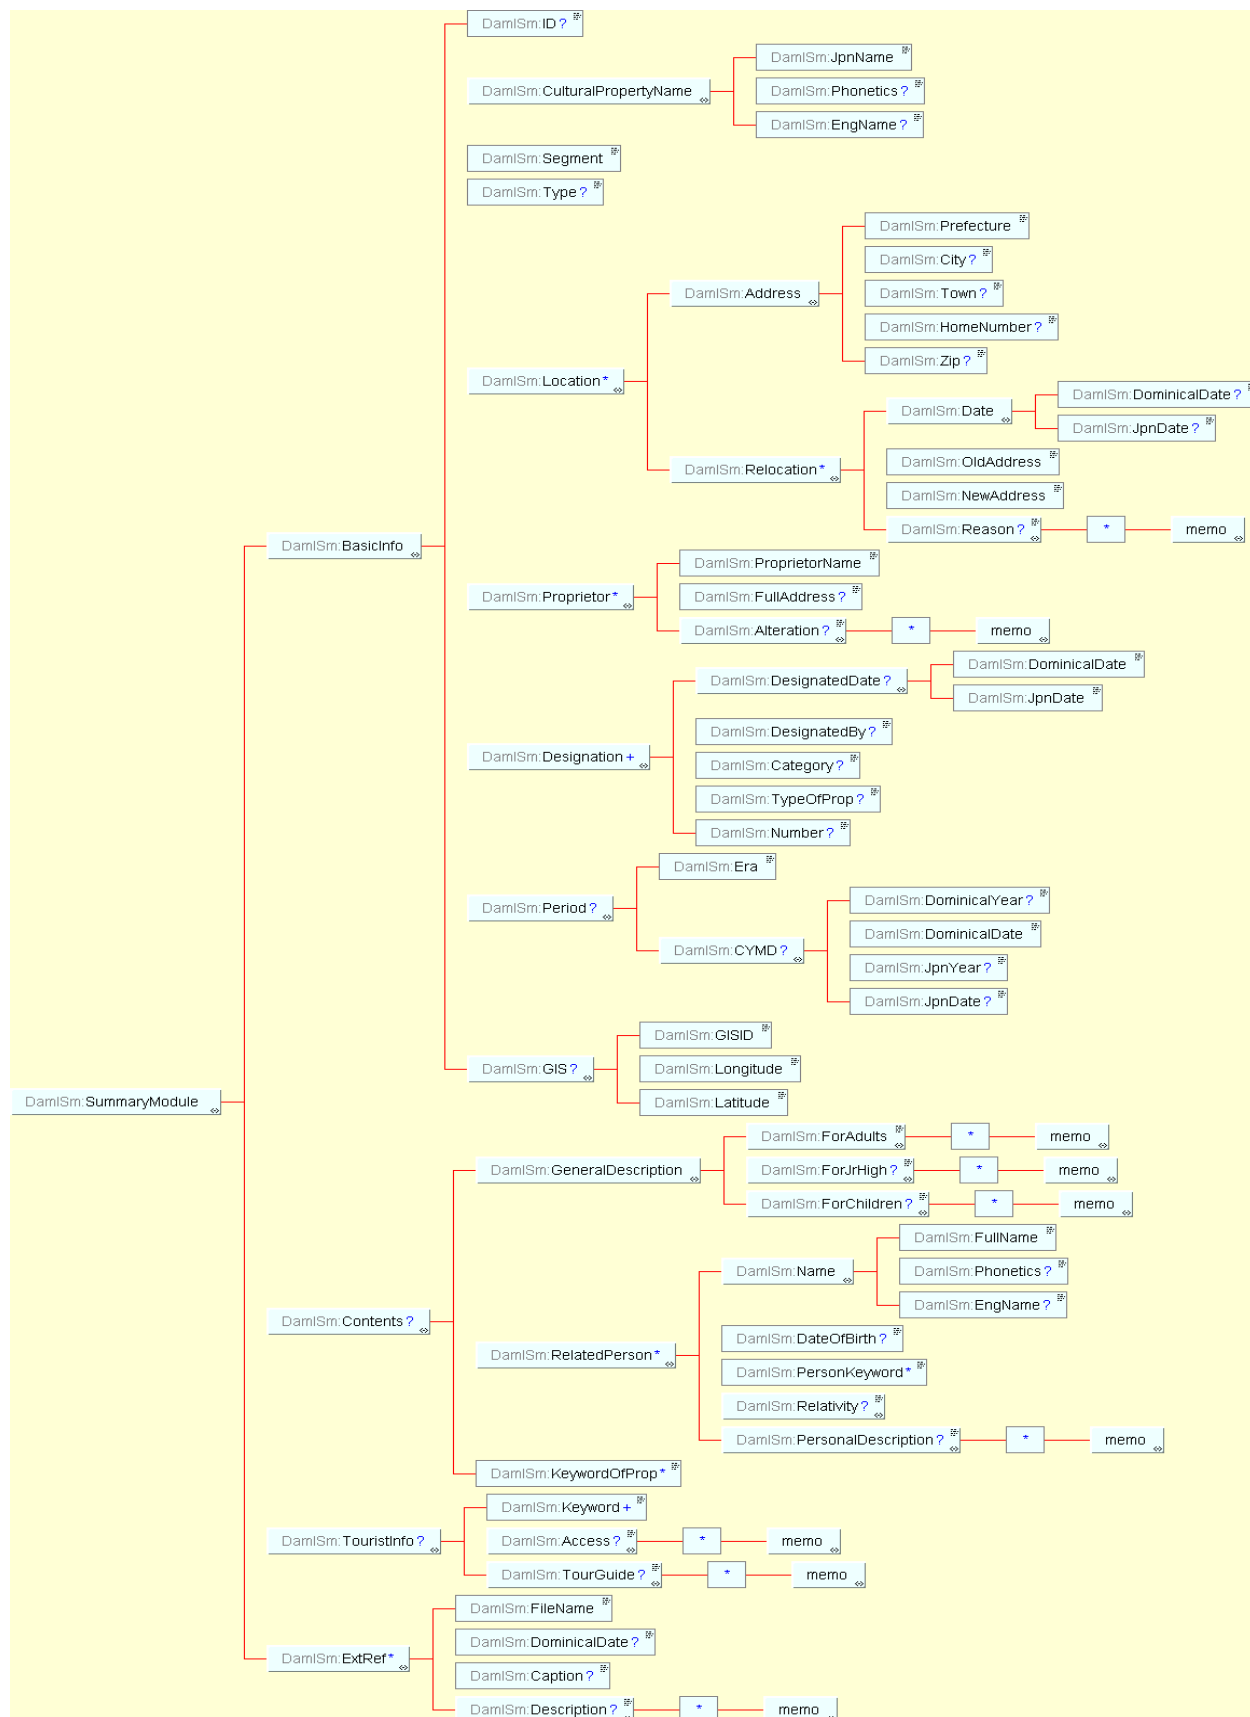 DamlSm:ID?
DamlSm:CulturalPropertyName
DamlSm:JpnName
DamlSm:Phonetics?
DamlSm:EngName?
DamlSm:Segment
DamlSm:Type?
DamlSm:Location*
DamlSm:Address
DamlSm:Prefecture
DamlSm:City?
DamlSm:Town?
DamlSm:HomeNumber?
DamlSm:Zip?
DamlSm:Relocation*
DamlSm:Date
DamlSm:DominicalDate?
DamlSm:JpnDate?
DamlSm:OldAddress
DamlSm:NewAddress
DamlSm:Reason? * memo
DamlSm:BasicInfo
DamlSm:Proprietor*
DamlSm:ProprietorName
DamlSm:FullAddress?
DamlSm:Alteration? * memo
DamlSm:Designation+
DamlSm:DesignatedDate?
DamlSm:DominicalDate
DamlSm:JpnDate
DamlSm:DesignatedBy?
DamlSm:Category?
DamlSm:TypeOfProp?
DamlSm:Number?
DamlSm:Period?
DamlSm:Era
DamlSm:CYMD?
DamlSm:DominicalYear?
DamlSm:DominicalDate
DamlSm:JpnYear?
DamlSm:JpnDate?
DamlSm:GIS?
DamlSm:GISID
DamlSm:Longitude
DamlSm:Latitude
DamlSm:SummaryModule
DamlSm:Contents?
DamlSm:GeneralDescription
DamlSm:ForAdults * memo
DamlSm:ForJrHigh? * memo
DamlSm:ForChildren? * memo
DamlSm:RelatedPerson*
DamlSm:Name
DamlSm:FullName
DamlSm:Phonetics?
DamlSm:EngName?
DamlSm:DateOfBirth?
DamlSm:PersonKeyword*
DamlSm:Relativity?
DamlSm:PersonalDescription? * memo
DamlSm:KeywordOfProp*
DamlSm:TouristInfo?
DamlSm:Keyword+
DamlSm:Access? * memo
DamlSm:TourGuide? * memo
DamlSm:ExtRef*
DamlSm:FileName
DamlSm:DominicalDate?
DamlSm:Caption?
DamlSm:Description? * memo